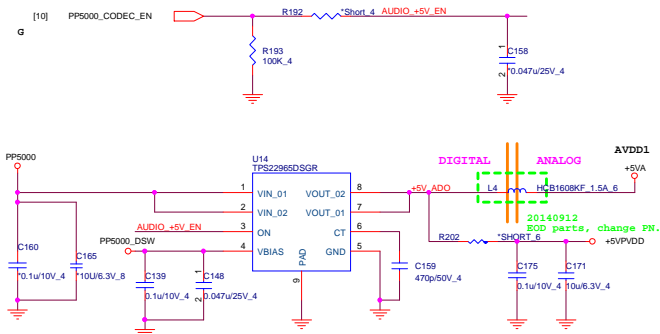 [10] PP5000_CODEC_EN
R192 *Short_4 AUDIO_+5V_EN
G
R193
100K_4
1
C158
2
*0.047u/25V_4
PP5000
U14
TPS22965DSGR
DIGITAL ANALOG
AVDD1
+5VA
1 VIN_01 VOUT_02 8
+5V_ADO L4 HCB1608KF_1.5A_6
2 VIN_02 VOUT_01 7
AUDIO_+5V_EN 3 ON CT 6
20140912
EOD parts, change PN.
PP5000_DSW 4 VBIAS GND 5
R202 *SHORT_6 +5VPVDD
PAD
9
C160
*0.1u/10V_4
C165
*10U/6.3V_8
C139
0.1u/10V_4
1
C148
2
0.047u/25V_4
C159
470p/50V_4
C175
0.1u/10V_4
C171
10u/6.3V_4